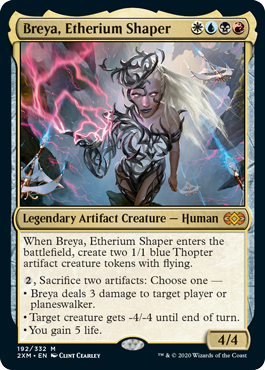 Breya, Etherium Shaper
Legendary Artifact Creature — Human
When Breya, Etherium Shaper enters the
battlefield, create two 1/1 blue Thopter
artifact creature tokens with flying.
2, Sacrifice two artifacts: Choose one —
• Breya deals 3 damage to target player or
planeswalker.
• Target creature gets -4/-4 until end of turn.
• You gain 5 life.
4/4
192/332 M
2XM • EN CLINT CEARLEY
™ & © 2020 Wizards of the Coast